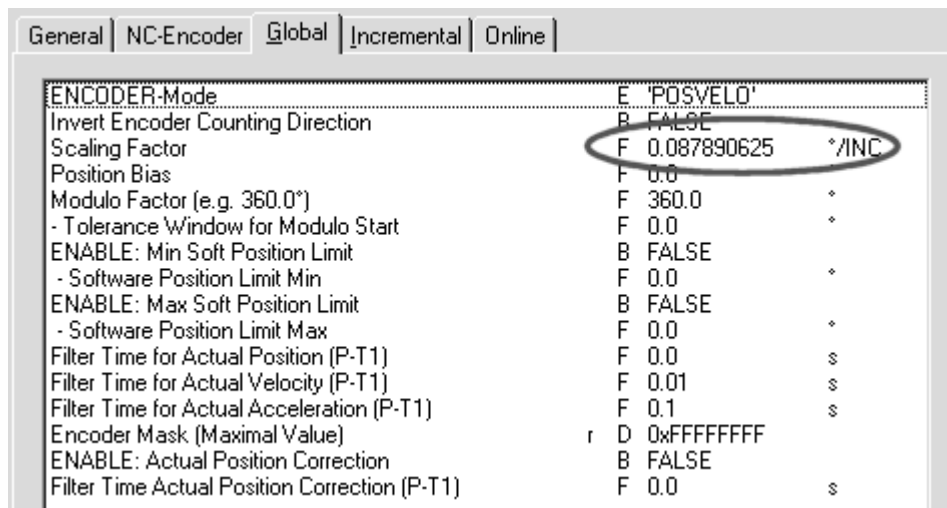 General NC-Encoder Global Incremental Online
ENCODER-Mode E 'POSVELO'
Invert Encoder Counting Direction B FALSE
Scaling Factor F 0.087890625 °/INC
Position Bias F 0.0 °
Modulo Factor (e.g. 360.0°) F 360.0 °
- Tolerance Window for Modulo Start F 0.0 °
ENABLE: Min Soft Position Limit B FALSE
- Software Position Limit Min F 0.0 °
ENABLE: Max Soft Position Limit B FALSE
- Software Position Limit Max F 0.0 °
Filter Time for Actual Position (P-T1) F 0.0 s
Filter Time for Actual Velocity (P-T1) F 0.01 s
Filter Time for Actual Acceleration (P-T1) F 0.1 s
Encoder Mask (Maximal Value) r D 0xFFFFFFFF
ENABLE: Actual Position Correction B FALSE
Filter Time Actual Position Correction (P-T1) F 0.0 s